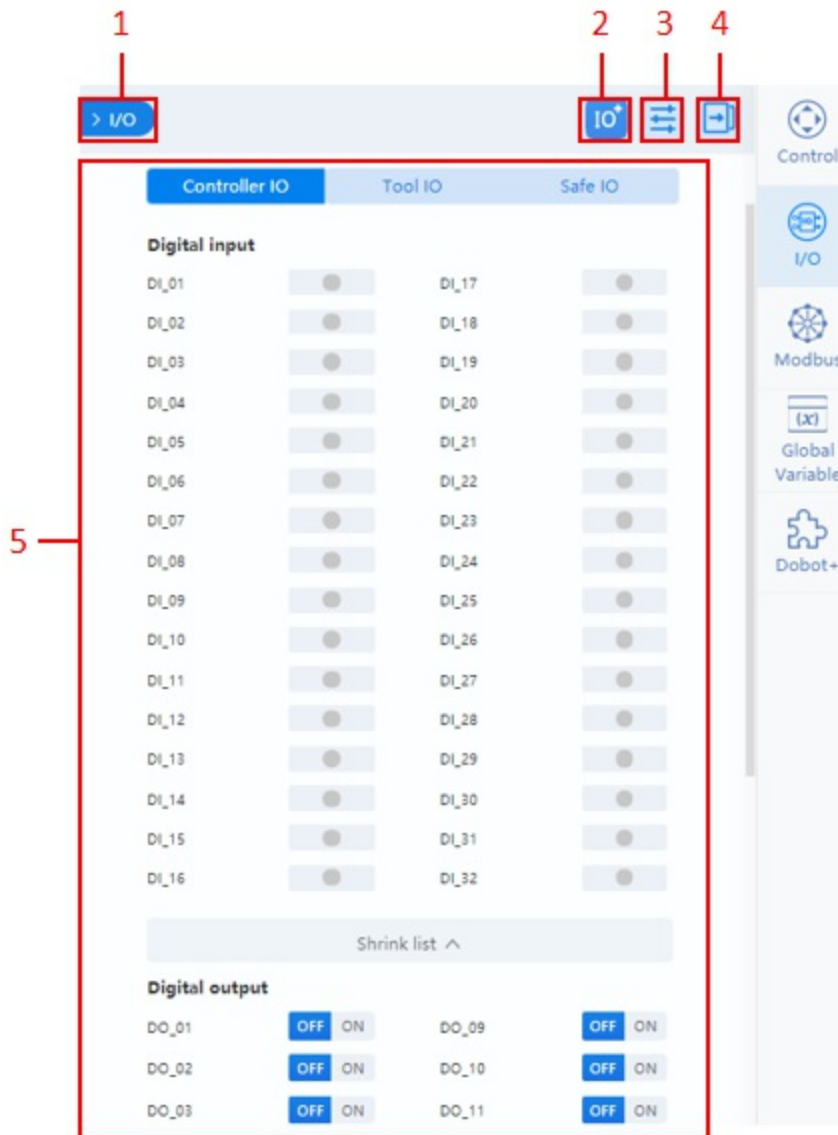 1 2 3 4
> I/O IO+
Control
Controller IO Tool IO Safe IO
Digital input
I/O
DI_01 DI_17
DI_02 DI_18
Modbus
DI_03 DI_19
DI_04 DI_20
(x)
Global
Variable
DI_05 DI_21
DI_06 DI_22
DI_07 DI_23
5
Dobot+
DI_08 DI_24
DI_09 DI_25
DI_10 DI_26
DI_11 DI_27
DI_12 DI_28
DI_13 DI_29
DI_14 DI_30
DI_15 DI_31
DI_16 DI_32
Shrink list ^
Digital output
DO_01 OFF ON DO_09 OFF ON
DO_02 OFF ON DO_10 OFF ON
DO_03 OFF ON DO_11 OFF ON